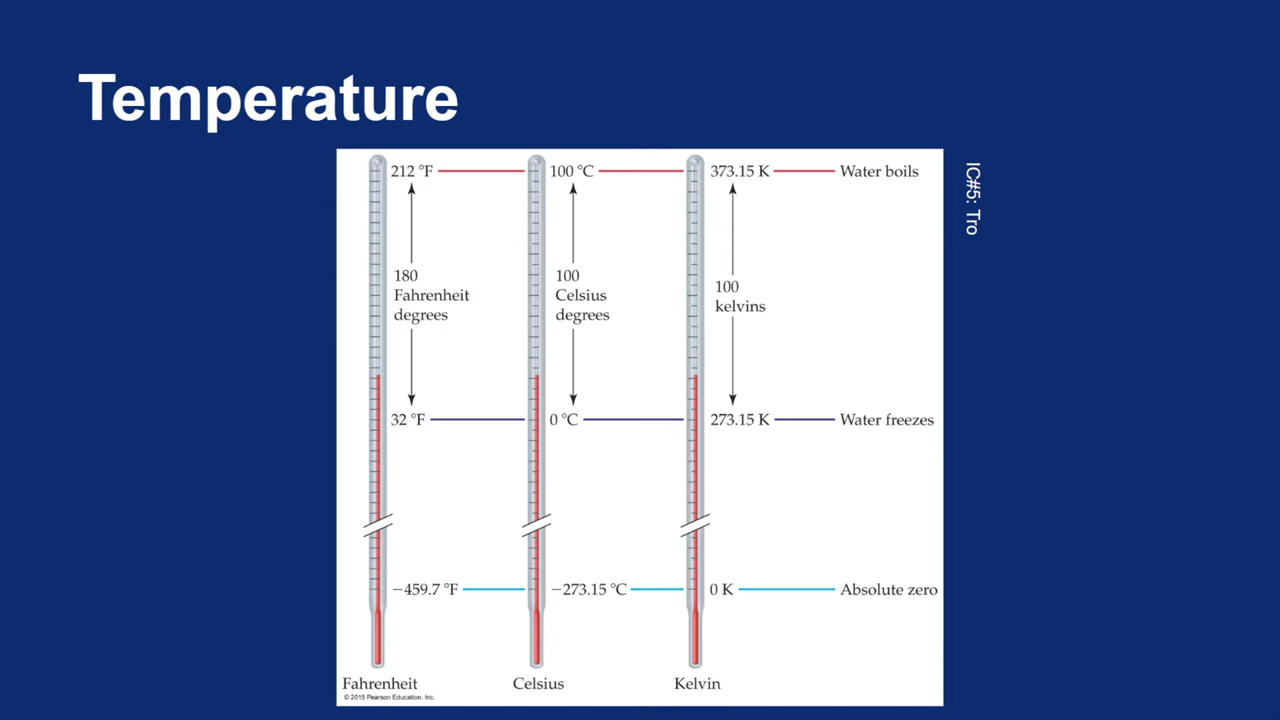 Temperature
212 °F
100 °C
373.15 K
Water boils
IC#5: Tro
180
Fahrenheit
degrees
100
Celsius
degrees
100
kelvins
32 °F
0 °C
273.15 K
Water freezes
−459.7 °F
−273.15 °C
0 K
Absolute zero
Fahrenheit
Celsius
Kelvin
© 2015 Pearson Education, Inc.